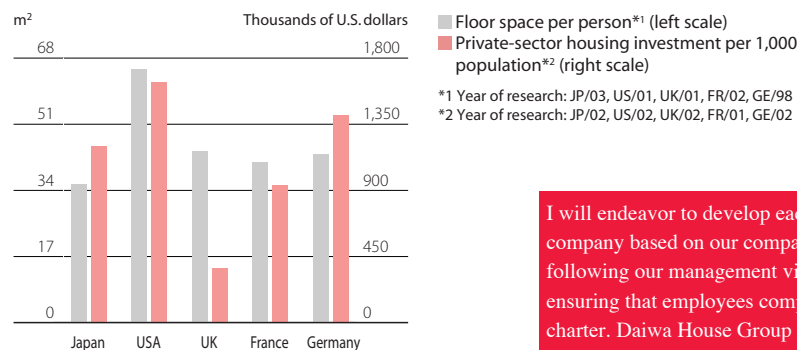 m² Thousands of U.S. dollars
68 1,800
51 1,350
34 900
17 450
0 0
Japan USA UK France Germany
Floor space per person*¹ (left scale)
Private-sector housing investment per 1,000
population*² (right scale)
*1 Year of research: JP/03, US/01, UK/01, FR/02, GE/98
*2 Year of research: JP/02, US/02, UK/02, FR/01, GE/02
I will endeavor to develop
company based on our
following our management
ensuring that employees
charter. Daiwa House Group